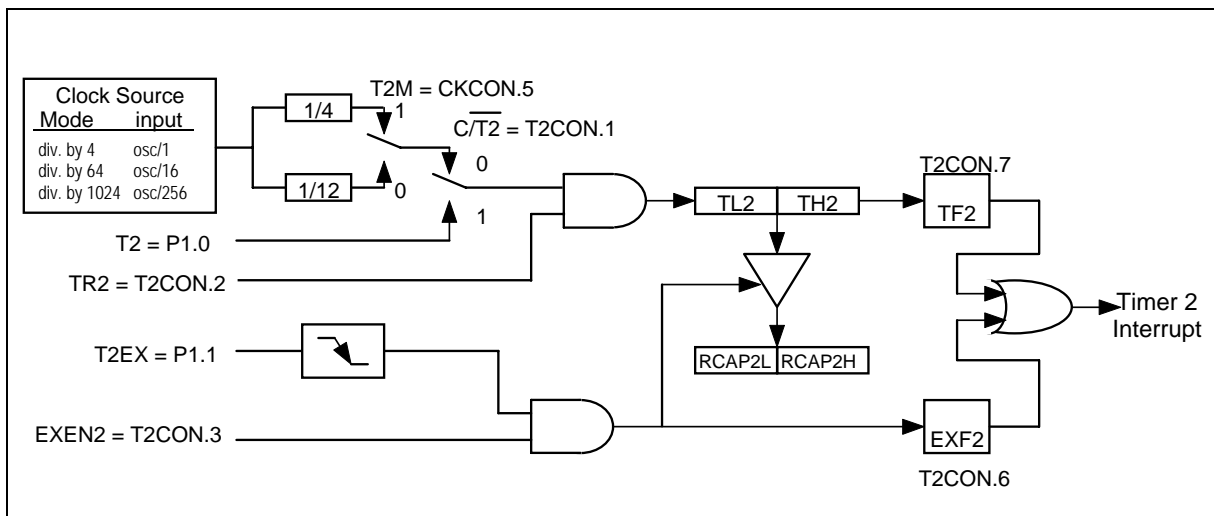 Clock Source
Mode input
div. by 4 osc/1
div. by 64 osc/16
div. by 1024 osc/256
1/4
1/12
T2M = CKCON.5
1
0
C/T2 = T2CON.1
0
1
T2 = P1.0
TR2 = T2CON.2
TL2 TH2
T2CON.7
TF2
Timer 2
Interrupt
T2EX = P1.1
RCAP2L RCAP2H
EXEN2 = T2CON.3
EXF2
T2CON.6